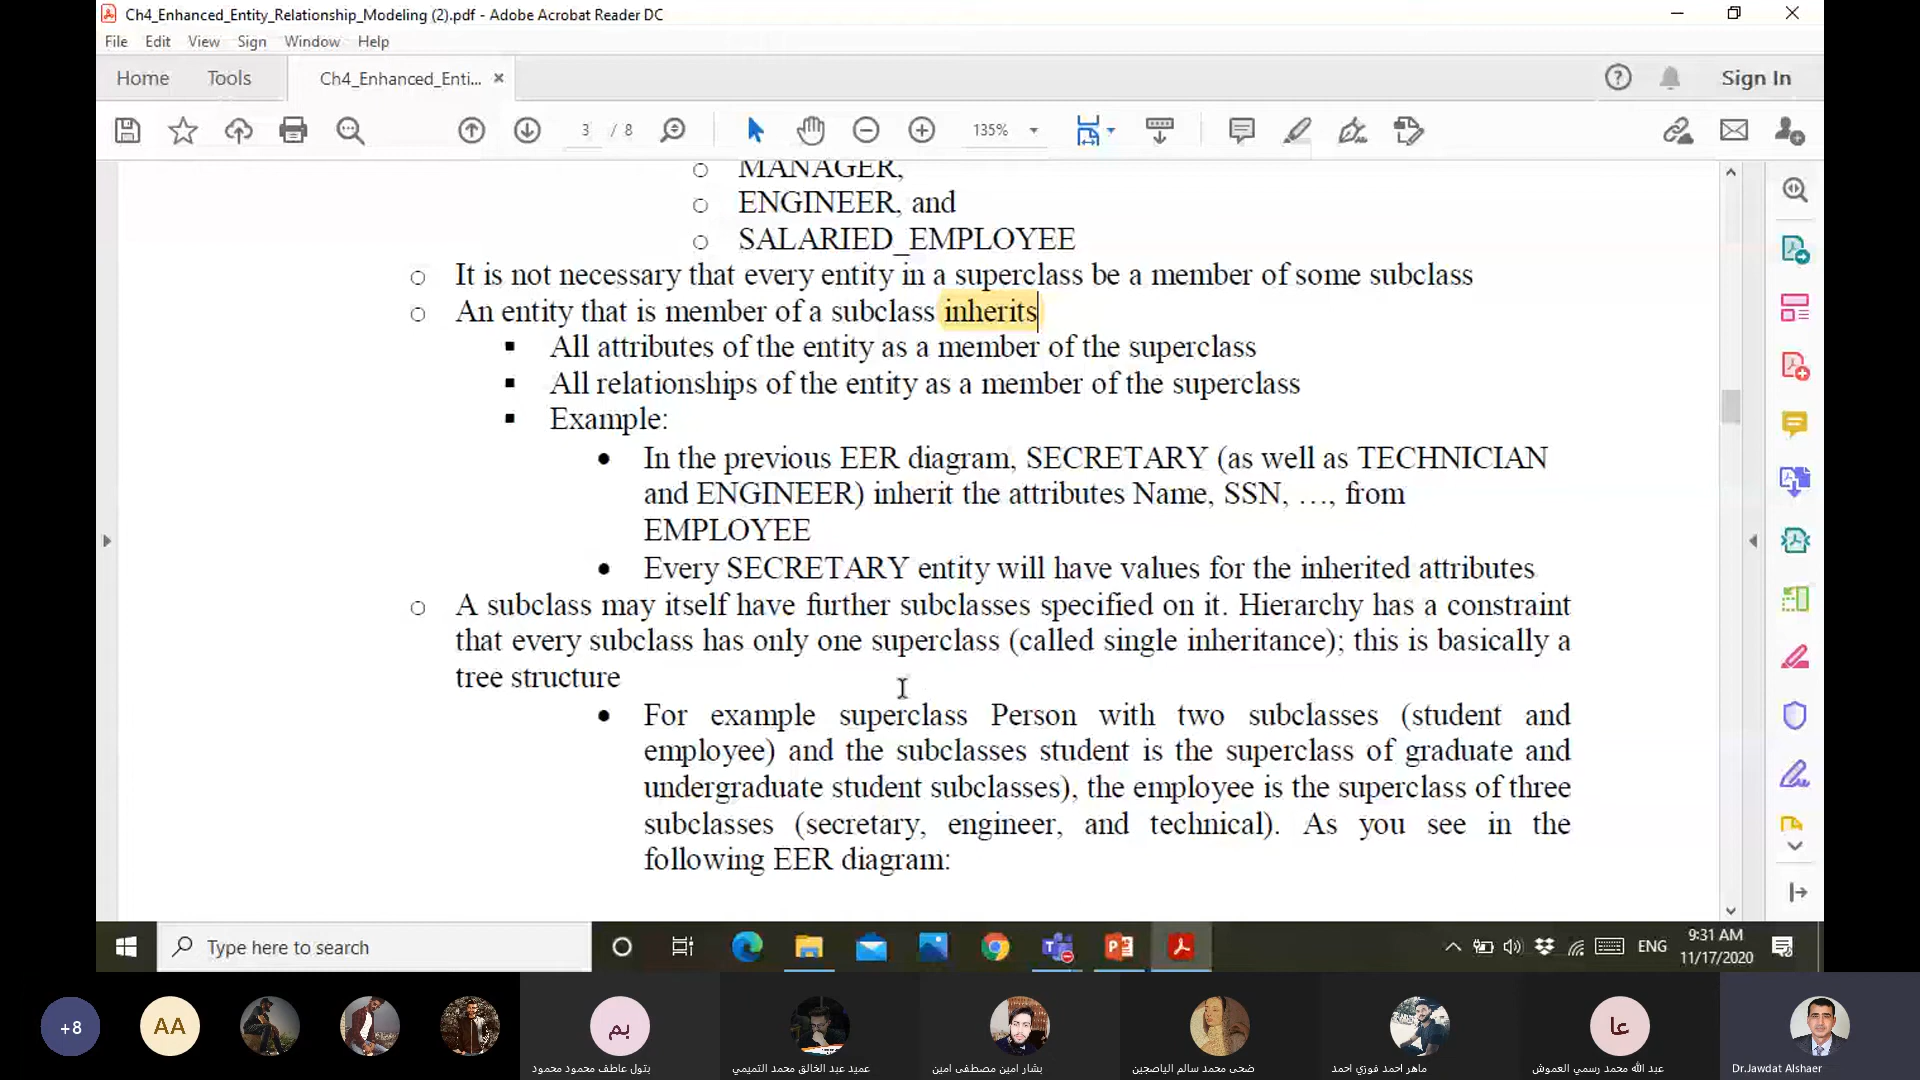 Ch4_Enhanced_Entity_Relationship_Modeling (2).pdf - Adobe Acrobat Reader DC
File Edit View Sign Window Help
Home Tools Ch4_Enhanced_Enti... × Sign In
3 / 8 135%
MANAGER,
ENGINEER, and
SALARIED_EMPLOYEE
It is not necessary that every entity in a superclass be a member of some subclass
An entity that is member of a subclass inherits
All attributes of the entity as a member of the superclass
All relationships of the entity as a member of the superclass
Example:
In the previous EER diagram, SECRETARY (as well as TECHNICIAN
and ENGINEER) inherit the attributes Name, SSN, …, from
EMPLOYEE
Every SECRETARY entity will have values for the inherited attributes
A subclass may itself have further subclasses specified on it. Hierarchy has a constraint
that every subclass has only one superclass (called single inheritance); this is basically a
tree structure
For example superclass Person with two subclasses (student and
employee) and the subclasses student is the superclass of graduate and
undergraduate student subclasses), the employee is the superclass of three
subclasses (secretary, engineer, and technical). As you see in the
following EER diagram:
Type here to search
ENG
9:31 AM
11/17/2020
+8
AA
بم
عا
بتول عاطف محمود محمود
عميد عبد الخالق محمد التميمي
بشار امين مصطفى امين
ضحى محمد سالم الياصجين
ماهر احمد فوزي احمد
عبد الله محمد رسمي العموش
Dr.Jawdat Alshaer